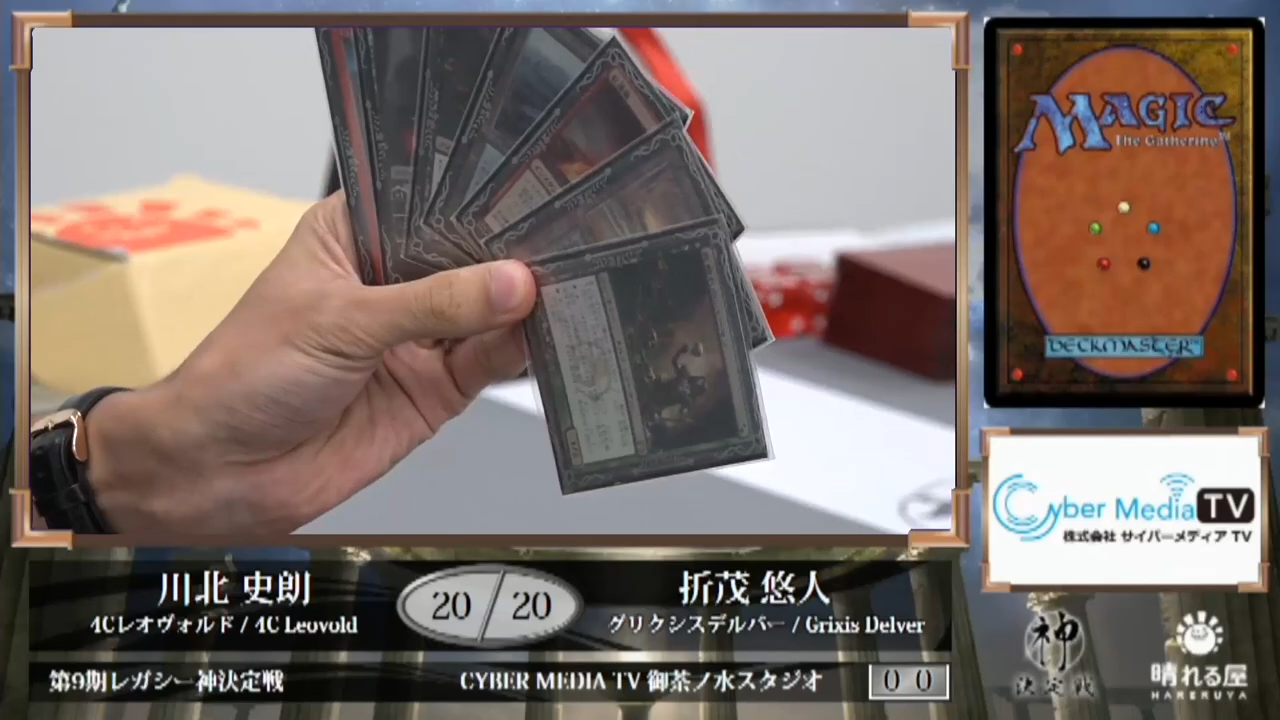 MAGIC
The Gathering™
DECKMASTER™
Cyber Media TV
株式会社 サイバーメディア TV
川北 史朗
20 / 20
折茂 悠人
4Cレオヴォルド / 4C Leovold
グリクシスデルバー / Grixis Delver
第9期レガシー神決定戦
CYBER MEDIA TV 御茶ノ水スタジオ
0 0
神
決定戦
晴れる屋
HARERUYA